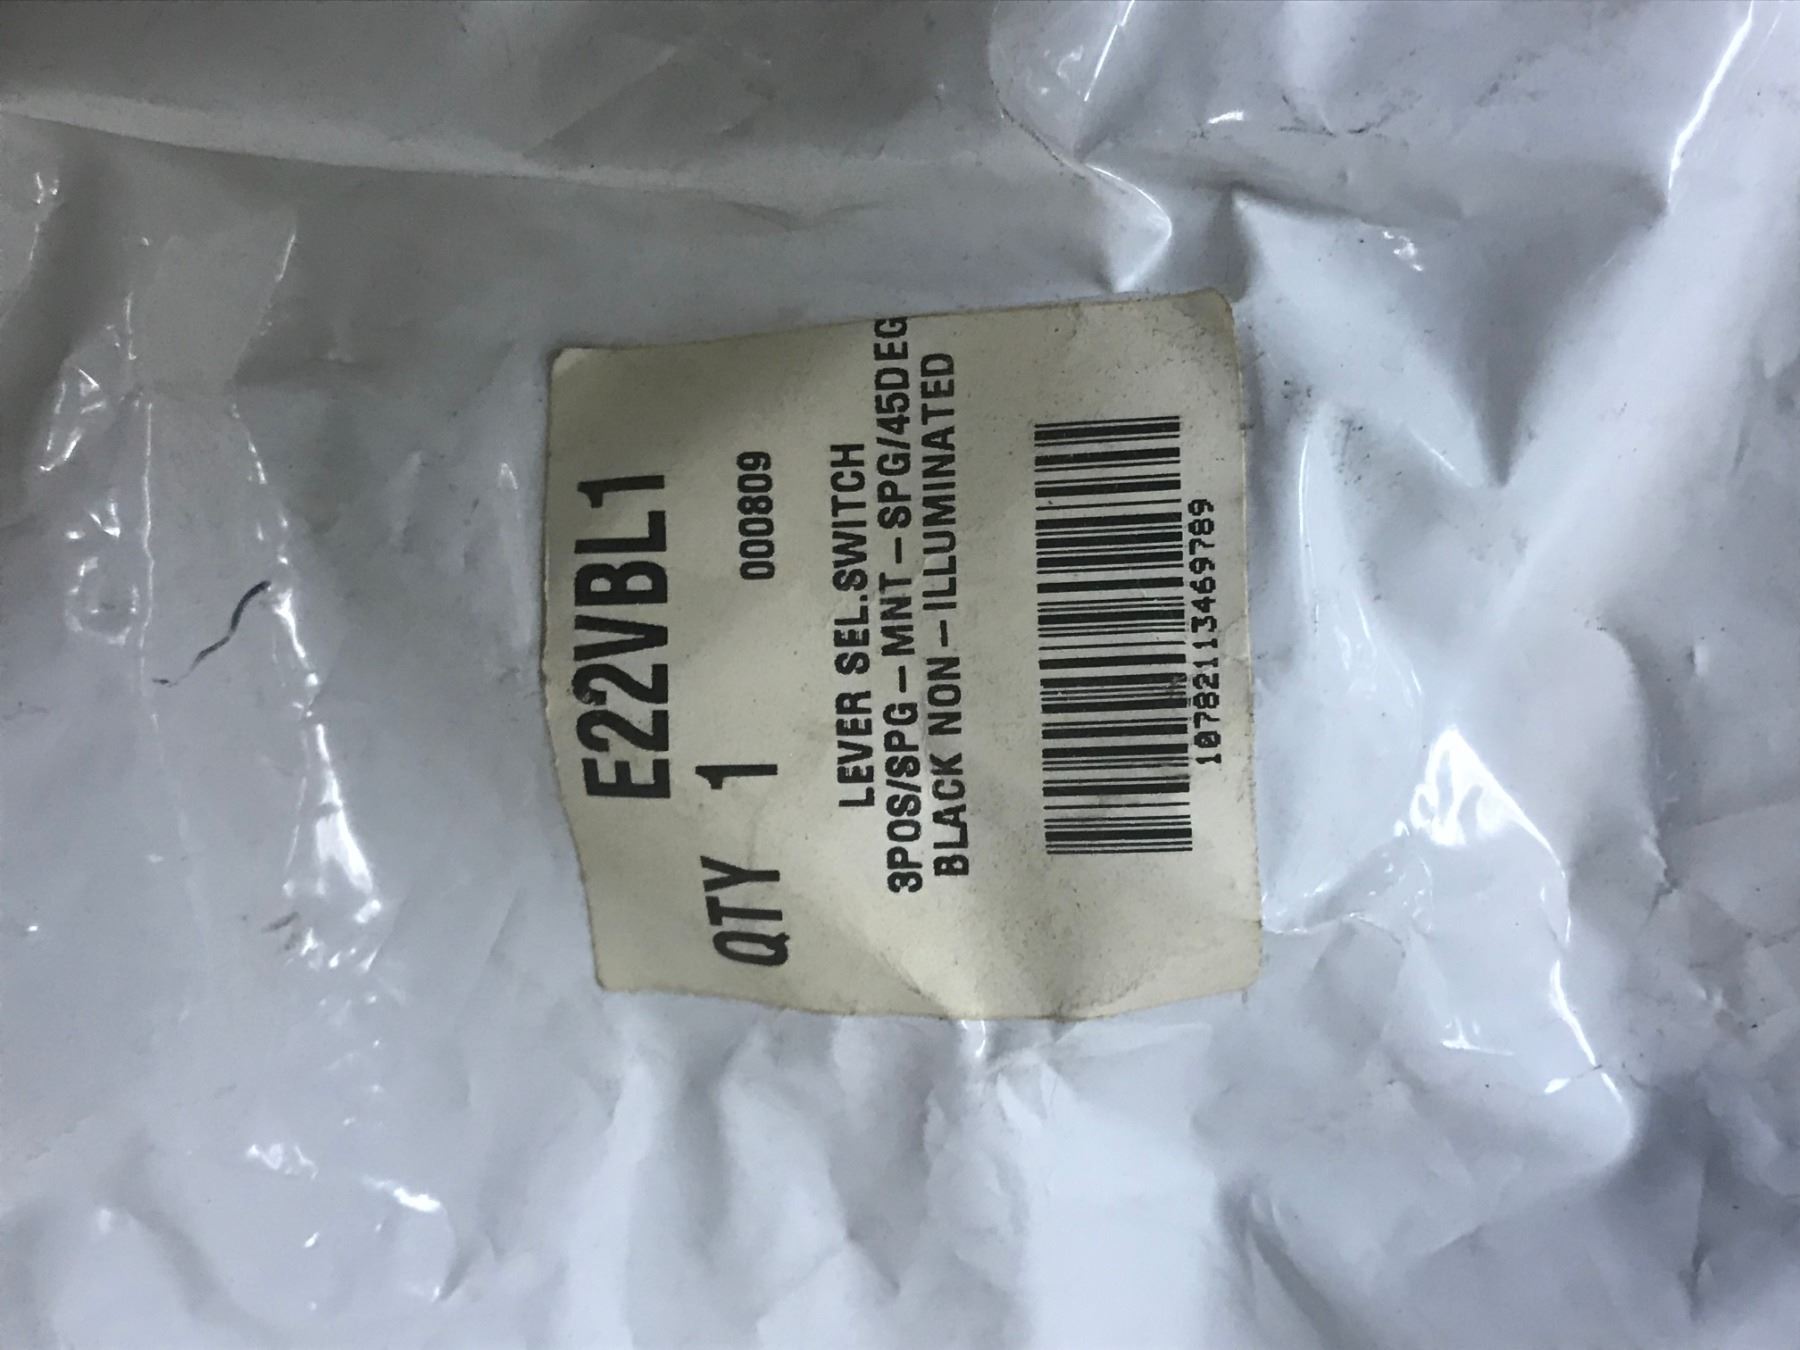 E22VBL1
QTY 1 000809
LEVER SEL.SWITCH
3POS/SPG-MNT-SPG/45DEG
BLACK NON-ILLUMINATED
10782113469789